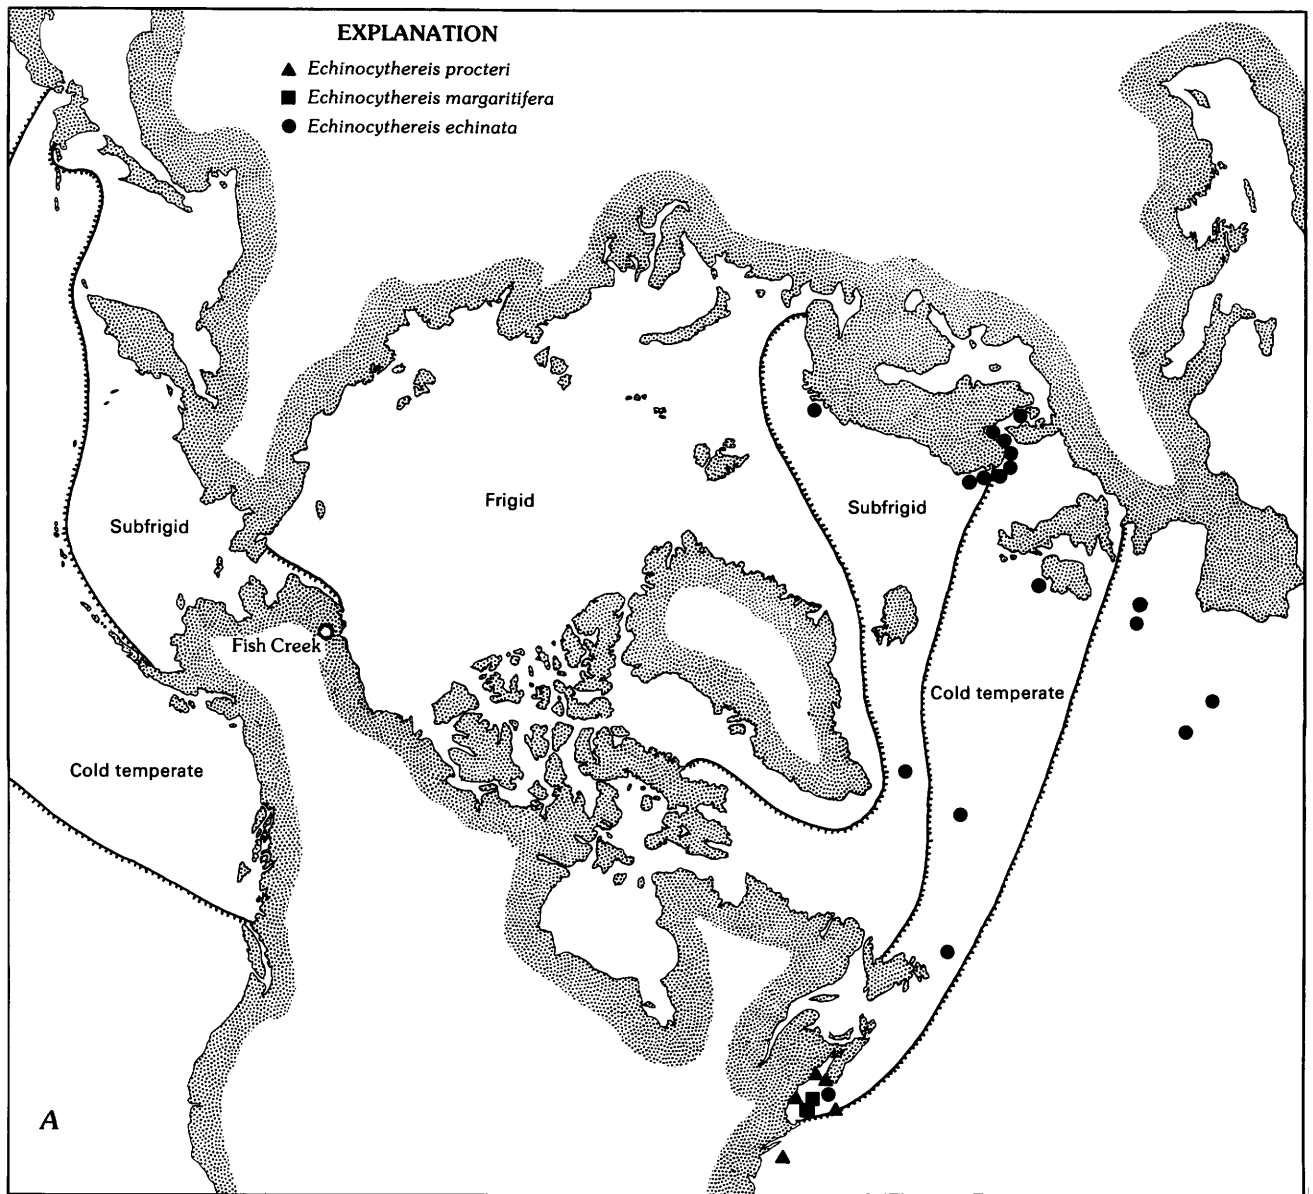 EXPLANATION
Echinocythereis procteri
Echinocythereis margaritifera
Echinocythereis echinata
Frigid
Subfrigid
Subfrigid
Fish Creek
Cold temperate
Cold temperate
A